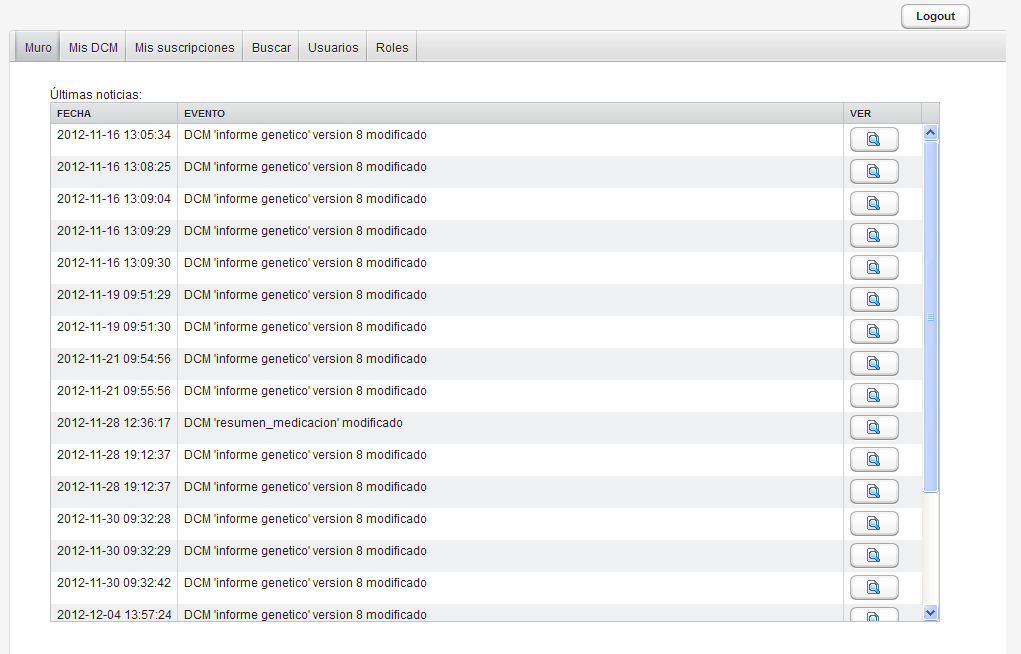 Logout
Muro Mis DCM Mis suscripciones Buscar Usuarios Roles
Últimas noticias:
FECHA EVENTO VER
2012-11-16 13:05:34 DCM 'informe genetico' version 8 modificado
2012-11-16 13:08:25 DCM 'informe genetico' version 8 modificado
2012-11-16 13:09:04 DCM 'informe genetico' version 8 modificado
2012-11-16 13:09:29 DCM 'informe genetico' version 8 modificado
2012-11-16 13:09:30 DCM 'informe genetico' version 8 modificado
2012-11-19 09:51:29 DCM 'informe genetico' version 8 modificado
2012-11-19 09:51:30 DCM 'informe genetico' version 8 modificado
2012-11-21 09:54:56 DCM 'informe genetico' version 8 modificado
2012-11-21 09:55:56 DCM 'informe genetico' version 8 modificado
2012-11-28 12:36:17 DCM 'resumen_medicacion' modificado
2012-11-28 19:12:37 DCM 'informe genetico' version 8 modificado
2012-11-28 19:12:37 DCM 'informe genetico' version 8 modificado
2012-11-30 09:32:28 DCM 'informe genetico' version 8 modificado
2012-11-30 09:32:29 DCM 'informe genetico' version 8 modificado
2012-11-30 09:32:42 DCM 'informe genetico' version 8 modificado
2012-12-04 13:57:24 DCM 'informe genetico' version 8 modificado